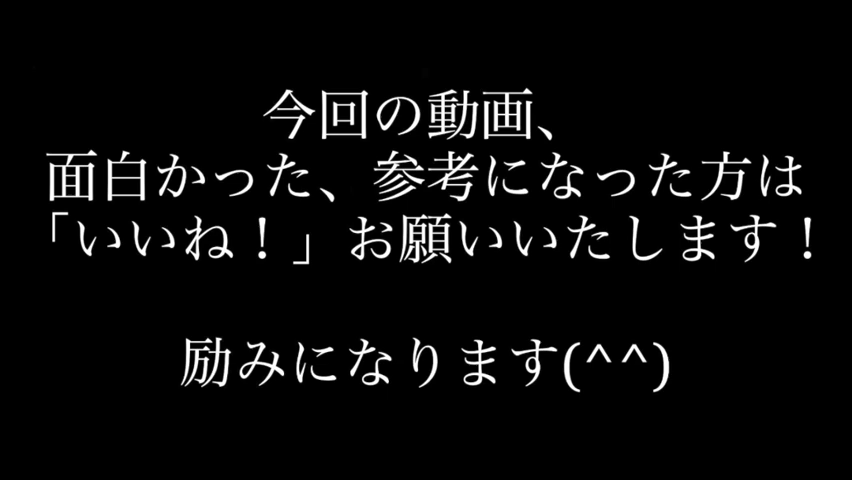 今回の動画、
面白かった、参考になった方は
「いいね！」お願いいたします！
励みになります(^^)